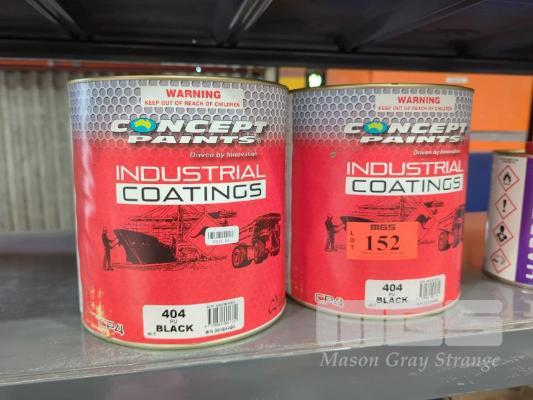 WARNING
KEEP OUT OF REACH OF CHILDREN
CONCEPT
PAINTS
Driven by Innovation
INDUSTRIAL
COATINGS
404
PU
BLACK
4LT
CP4
WARNING
KEEP OUT OF REACH OF CHILDREN
CONCEPT
PAINTS
Driven by Innovation
INDUSTRIAL
COATINGS
MGS
LOT
152
404
PU
BLACK
4LT
CP4
MGS
Mason Gray Strange